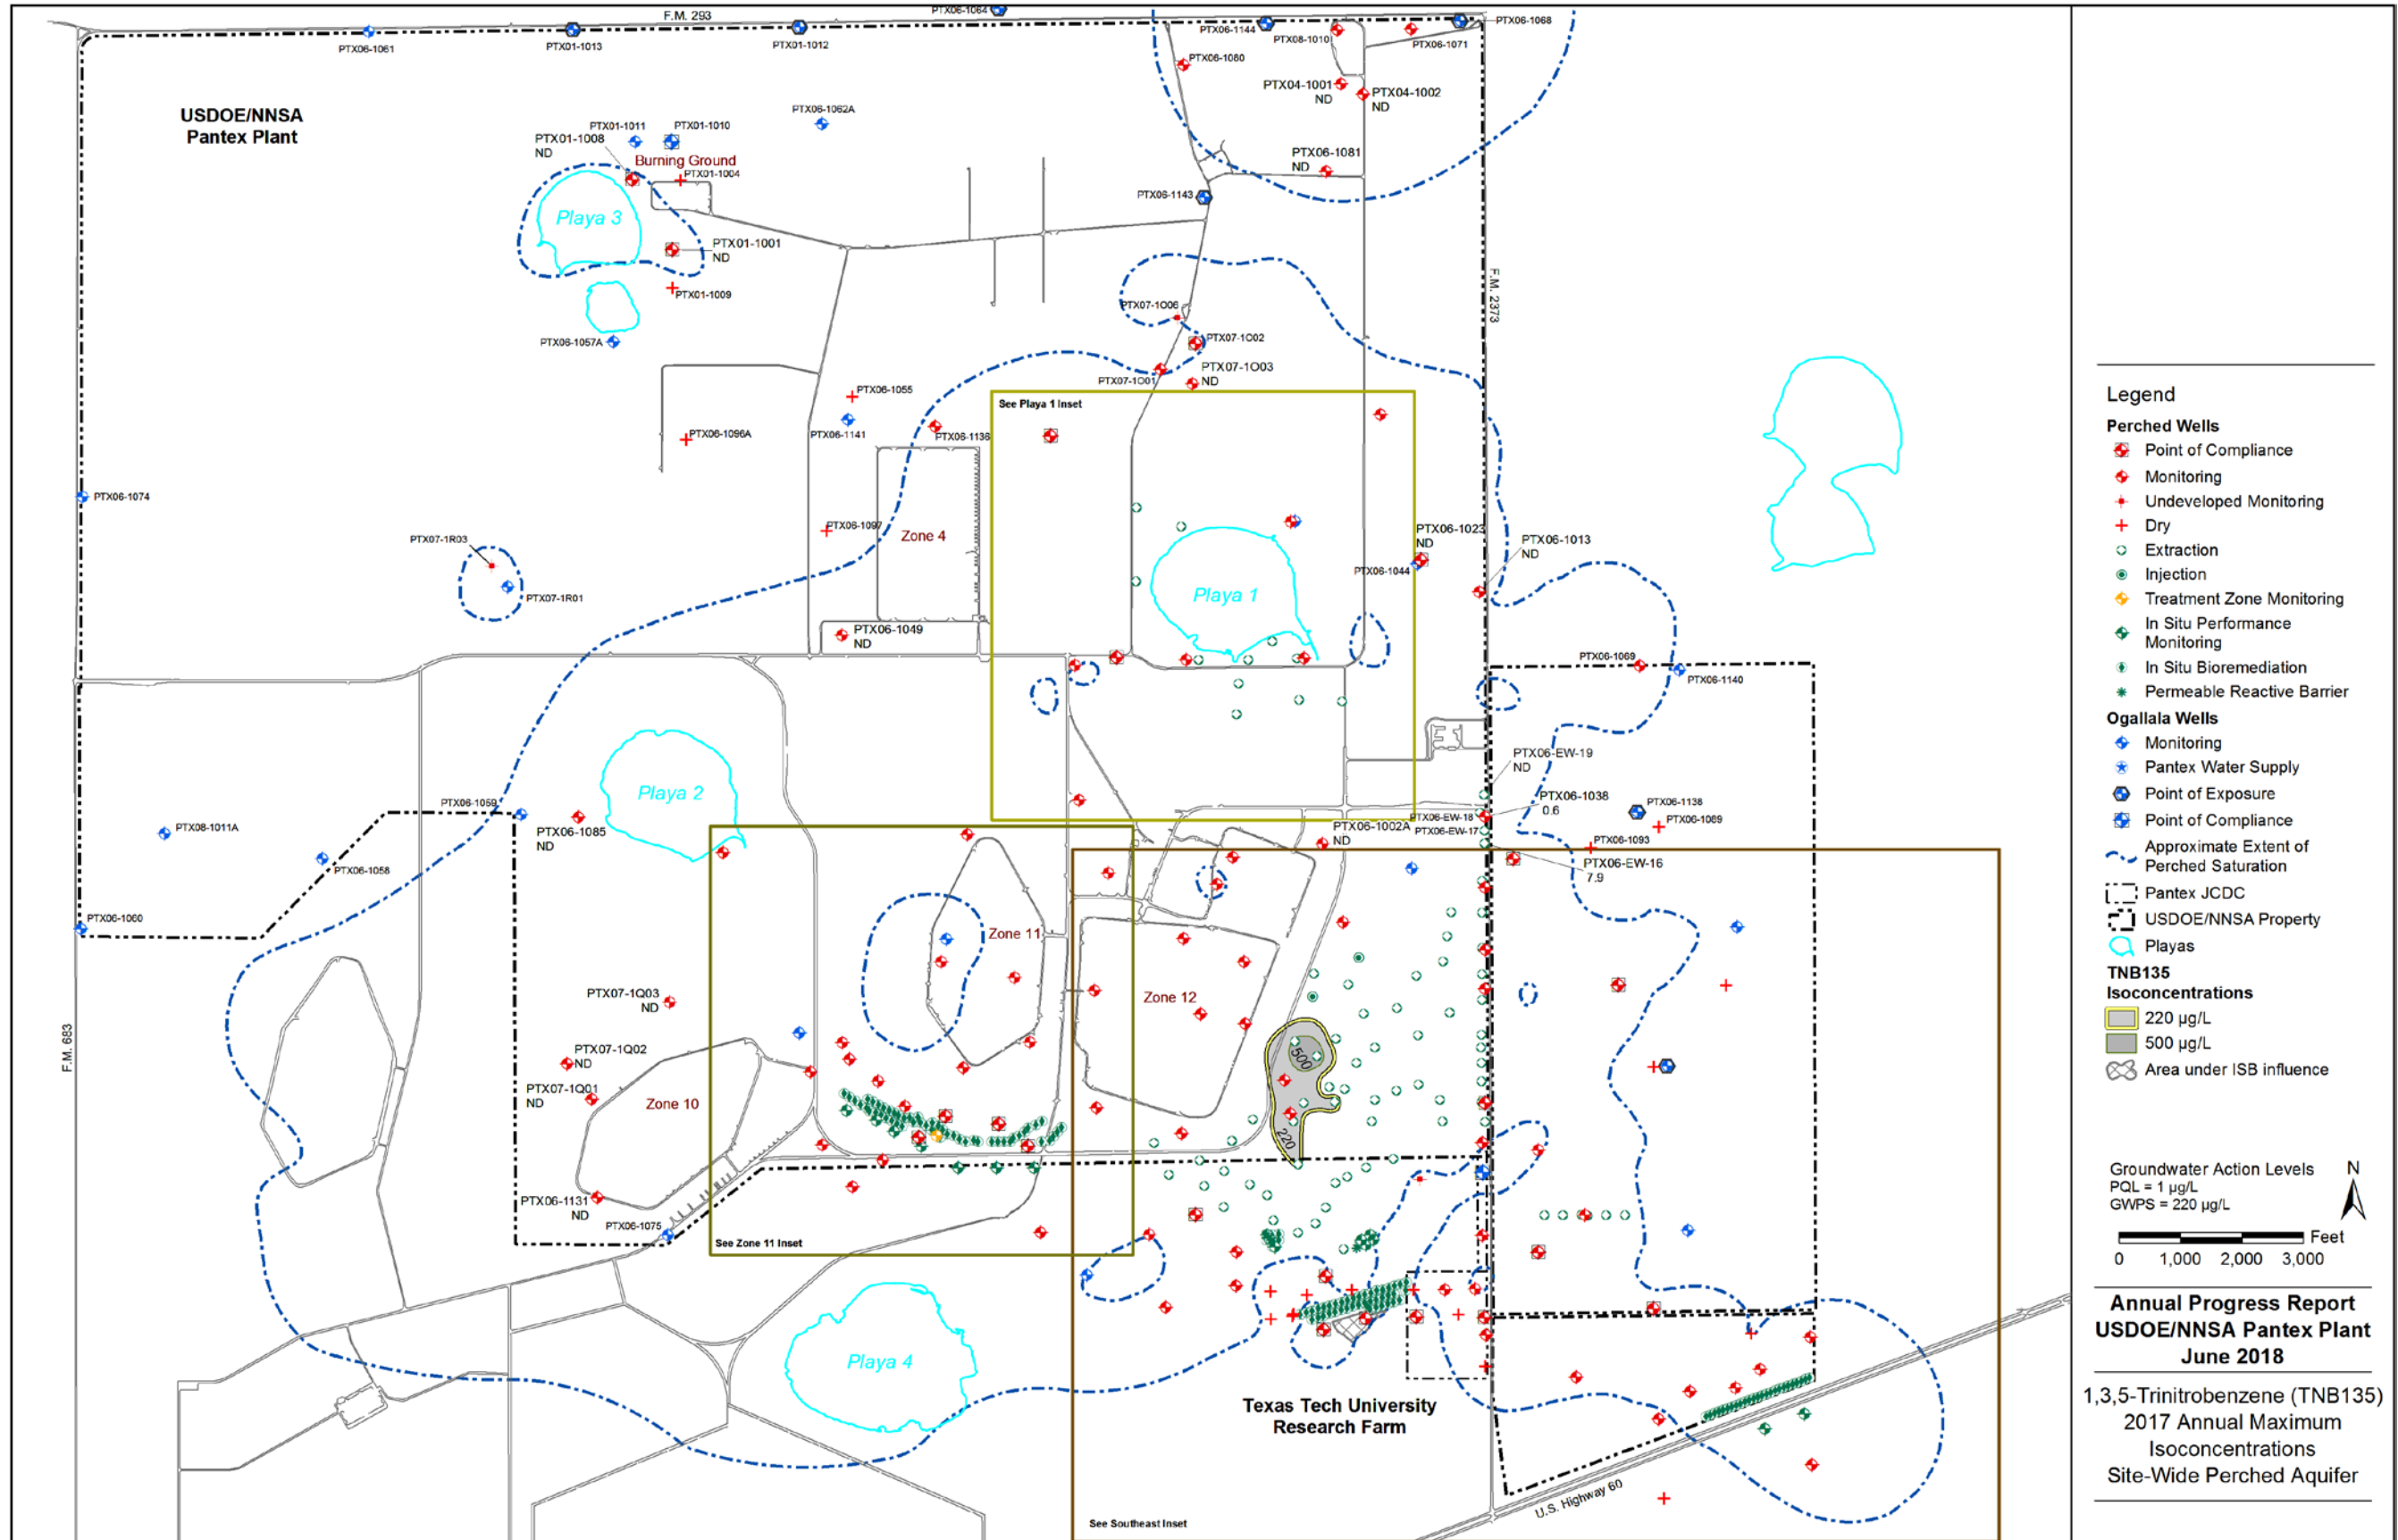 PTX06-1064
F.M. 293
PTX06-1061
PTX01-1013
PTX01-1012
PTX06-1144
PTX08-1010
PTX06-1071
PTX06-1068
PTX06-1080
PTX04-1001
ND
PTX04-1002
ND
USDOE/NNSA
Pantex Plant
PTX06-1062A
PTX01-1011
PTX01-1010
PTX01-1008
ND
Burning Ground
PTX01-1004
PTX06-1081
ND
PTX06-1143
Playa 3
PTX01-1001
ND
PTX01-1009
F.M. 2373
PTX07-1O06
PTX06-1057A
PTX07-1O02
PTX07-1O03
ND
PTX07-1O01
PTX06-1055
See Playa 1 Inset
PTX06-1141
PTX06-1136
PTX06-1096A
PTX06-1074
PTX06-1097
Zone 4
PTX06-1023
ND
PTX06-1013
ND
PTX07-1R03
PTX06-1044
PTX07-1R01
Playa 1
PTX06-1049
ND
PTX06-1069
PTX06-1140
PTX06-EW-19
ND
Playa 2
PTX06-1038
0.6
PTX06-1059
PTX06-1138
PTX06-1089
PTX08-1011A
PTX06-1085
ND
PTX06-EW-18
PTX06-EW-17
PTX06-1002A
ND
PTX06-1093
PTX06-EW-16
7.9
PTX06-1058
PTX06-1060
Zone 11
Zone 12
PTX07-1Q03
ND
F.M. 683
PTX07-1Q02
ND
PTX07-1Q01
ND
Zone 10
500
220
PTX06-1131
ND
PTX06-1075
See Zone 11 Inset
Playa 4
Texas Tech University
Research Farm
U.S. Highway 60
See Southeast Inset
Legend
Perched Wells
Point of Compliance
Monitoring
Undeveloped Monitoring
Dry
Extraction
Injection
Treatment Zone Monitoring
In Situ Performance
Monitoring
In Situ Bioremediation
Permeable Reactive Barrier
Ogallala Wells
Monitoring
Pantex Water Supply
Point of Exposure
Point of Compliance
Approximate Extent of
Perched Saturation
Pantex JCDC
USDOE/NNSA Property
Playas
TNB135
Isoconcentrations
220 µg/L
500 µg/L
Area under ISB influence
Groundwater Action Levels
PQL = 1 µg/L
GWPS = 220 µg/L
N
Feet
0 1,000 2,000 3,000
Annual Progress Report
USDOE/NNSA Pantex Plant
June 2018
1,3,5-Trinitrobenzene (TNB135)
2017 Annual Maximum
Isoconcentrations
Site-Wide Perched Aquifer